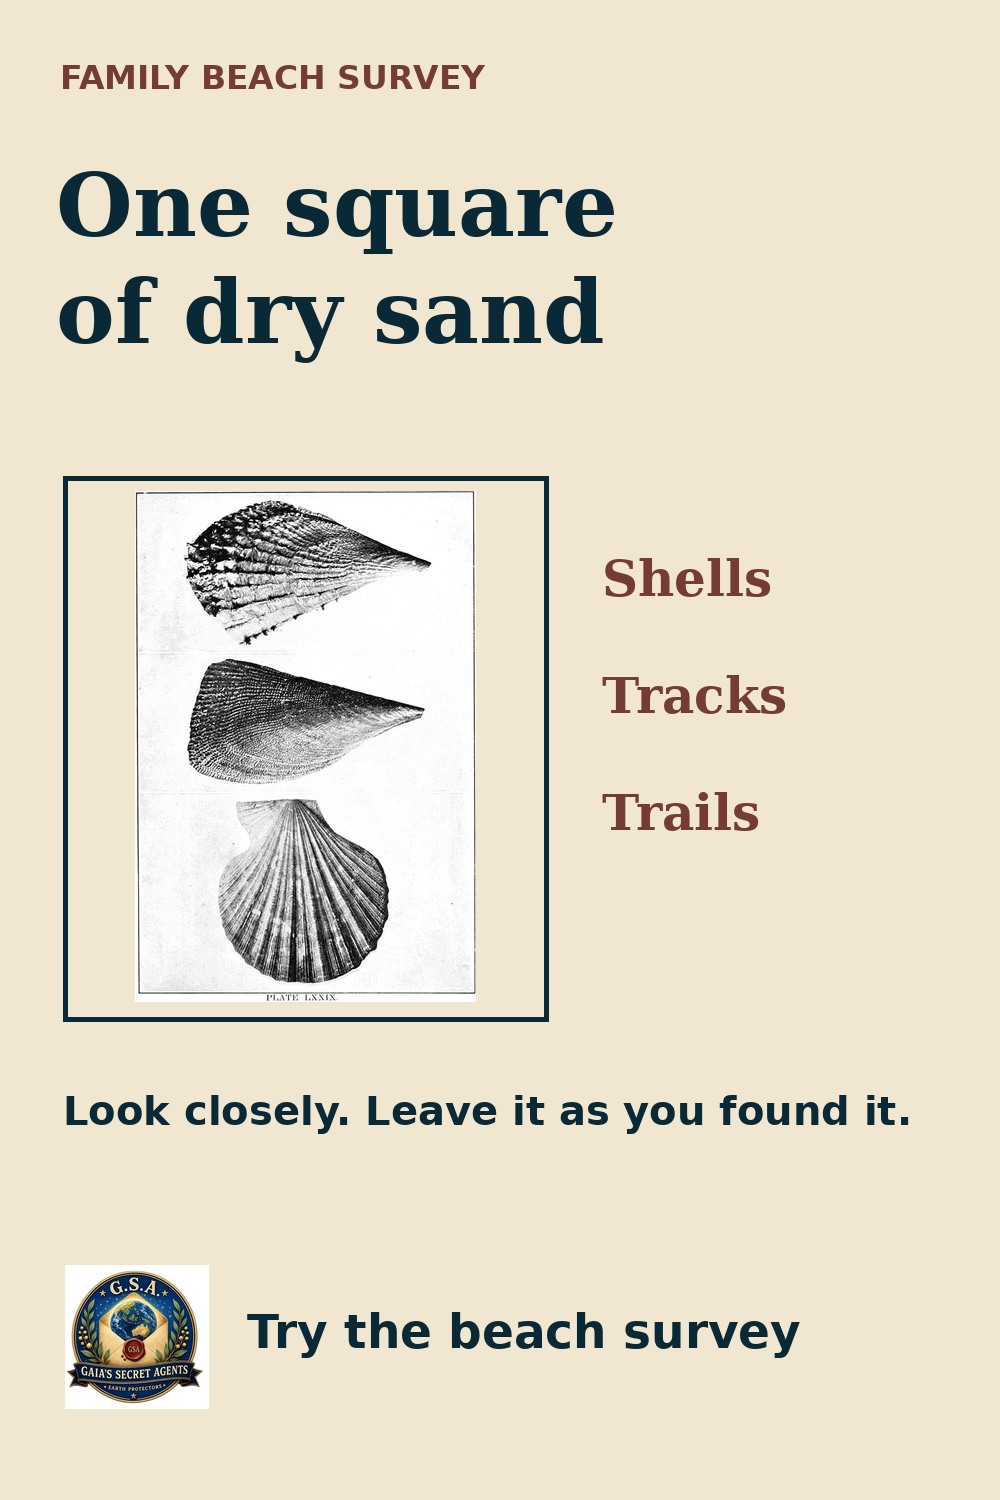 FAMILY BEACH SURVEY
One square
of dry sand
PLATE LXXIX.
Shells
Tracks
Trails
Look closely. Leave it as you found it.
G.S.A.
GSA
GAIA'S SECRET AGENTS
EARTH PROTECTORS
Try the beach survey